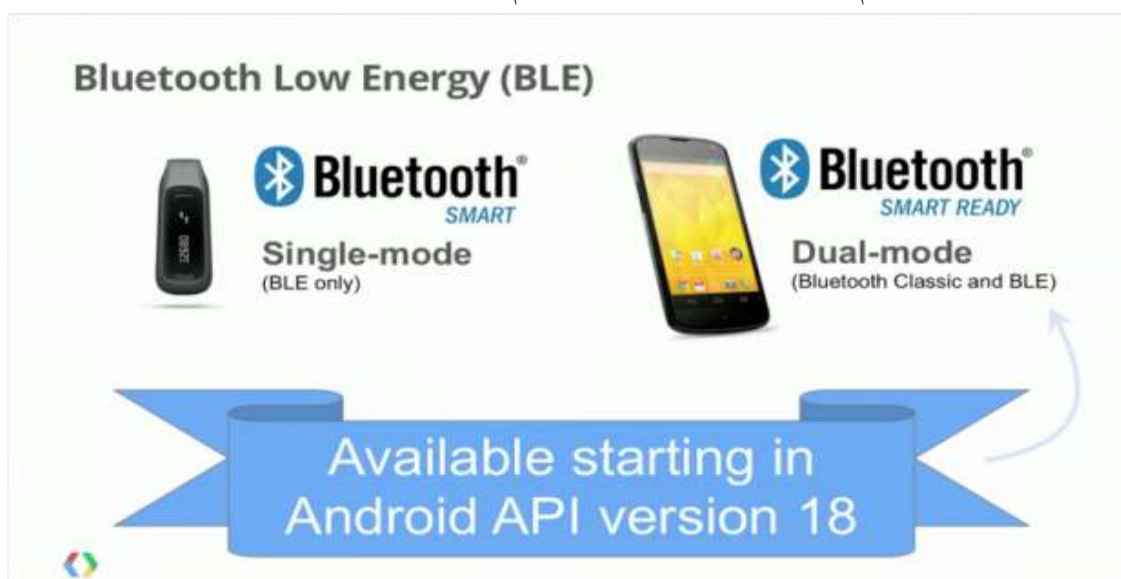 Bluetooth Low Energy (BLE)
Bluetooth®
SMART
Single-mode
(BLE only)
Bluetooth®
SMART READY
Dual-mode
(Bluetooth Classic and BLE)
Available starting in
Android API version 18